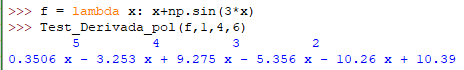 >>> f = lambda x: x+np.sin(3*x)
>>> Test_Derivada_pol(f,1,4,6)
5 4 3 2
0.3506 x - 3.253 x + 9.275 x - 5.356 x - 10.26 x + 10.39